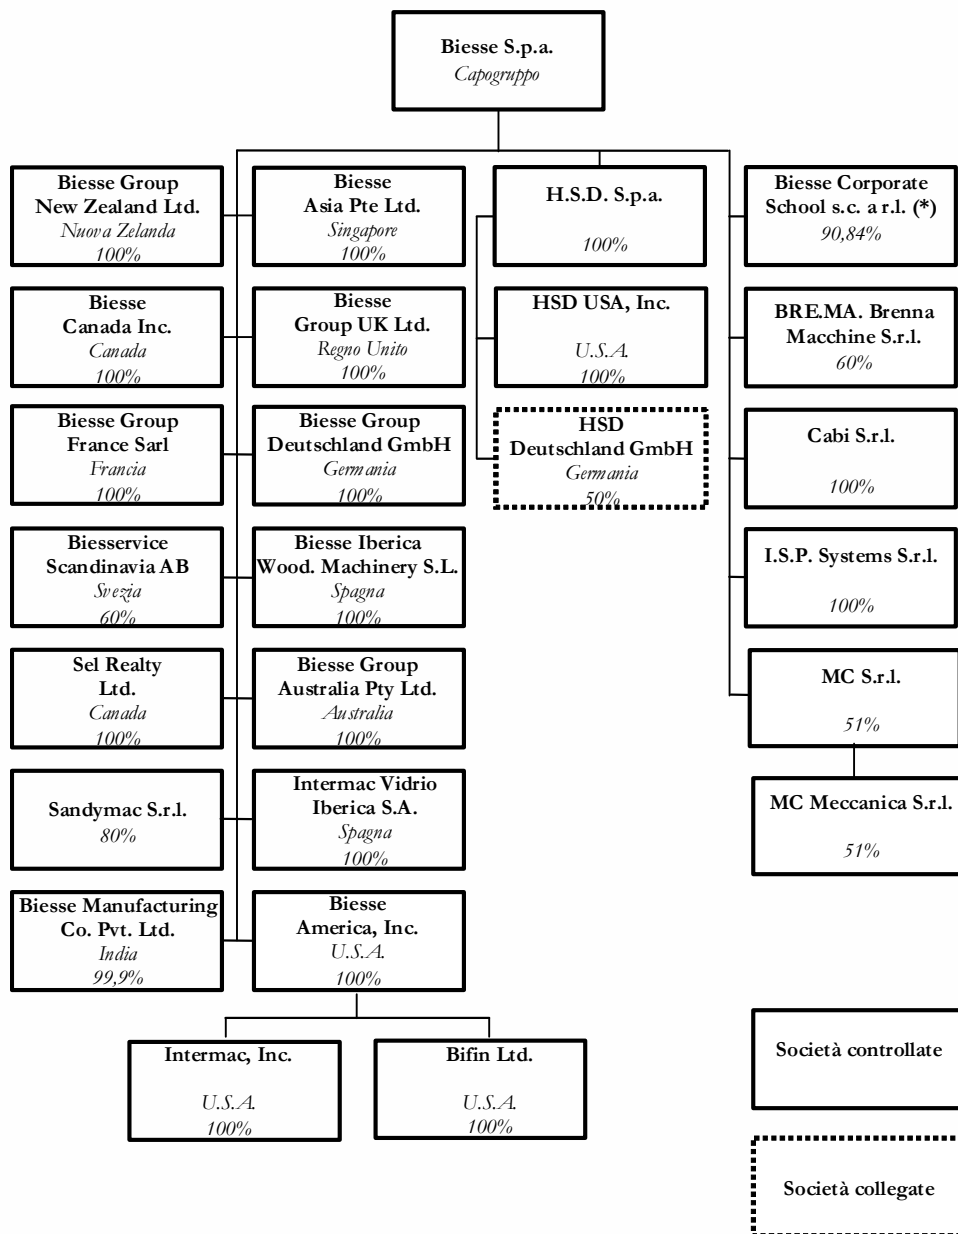 Biesse S.p.a.
Capogruppo
Biesse Group
New Zealand Ltd.
Nuova Zelanda
100%
Biesse
Asia Pte Ltd.
Singapore
100%
H.S.D. S.p.a.
100%
Biesse Corporate
School s.c. a r.l. (*)
90,84%
Biesse
Canada Inc.
Canada
100%
Biesse
Group UK Ltd.
Regno Unito
100%
HSD USA, Inc.
U.S.A.
100%
BRE.MA. Brenna
Macchine S.r.l.
60%
Biesse Group
France Sarl
Francia
100%
Biesse Group
Deutschland GmbH
Germania
100%
HSD
Deutschland GmbH
Germania
50%
Cabi S.r.l.
100%
Biesservice
Scandinavia AB
Svezia
60%
Biesse Iberica
Wood. Machinery S.L.
Spagna
100%
I.S.P. Systems S.r.l.
100%
Sel Realty
Ltd.
Canada
100%
Biesse Group
Australia Pty Ltd.
Australia
100%
MC S.r.l.
51%
Sandymac S.r.l.
80%
Intermac Vidrio
Iberica S.A.
Spagna
100%
MC Meccanica S.r.l.
51%
Biesse Manufacturing
Co. Pvt. Ltd.
India
99,9%
Biesse
America, Inc.
U.S.A.
100%
Intermac, Inc.
U.S.A.
100%
Bifin Ltd.
U.S.A.
100%
Società controllate
Società collegate